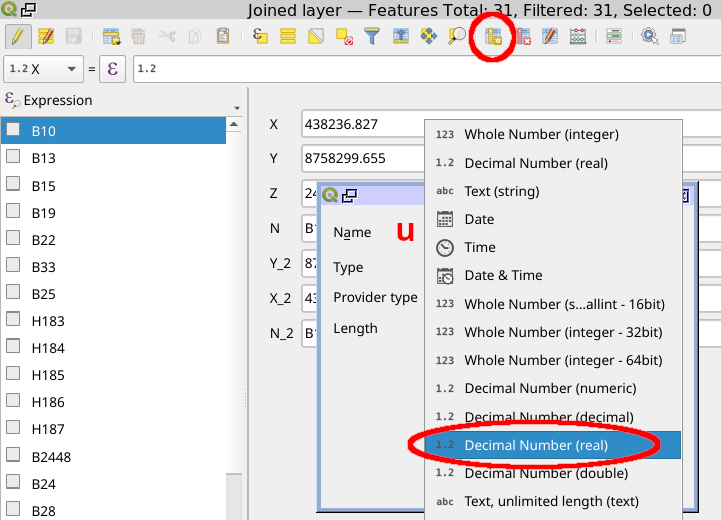 Joined layer — Features Total: 31, Filtered: 31, Selected: 0
1.2 X = ε 1.2
Expression
B10
B13
B15
B19
B22
B33
B25
H183
H184
H185
H186
H187
B2448
B24
B28
X 438236.827
Y 8758299.655
Z 24
N B1
Y_2 87
X_2 43
N_2 B1
Name u
Type
Provider type
Length
123 Whole Number (integer)
1.2 Decimal Number (real)
abc Text (string)
Date
Time
Date & Time
123 Whole Number (s...allint - 16bit)
123 Whole Number (integer - 32bit)
123 Whole Number (integer - 64bit)
1.2 Decimal Number (numeric)
1.2 Decimal Number (decimal)
1.2 Decimal Number (real)
1.2 Decimal Number (double)
abc Text, unlimited length (text)